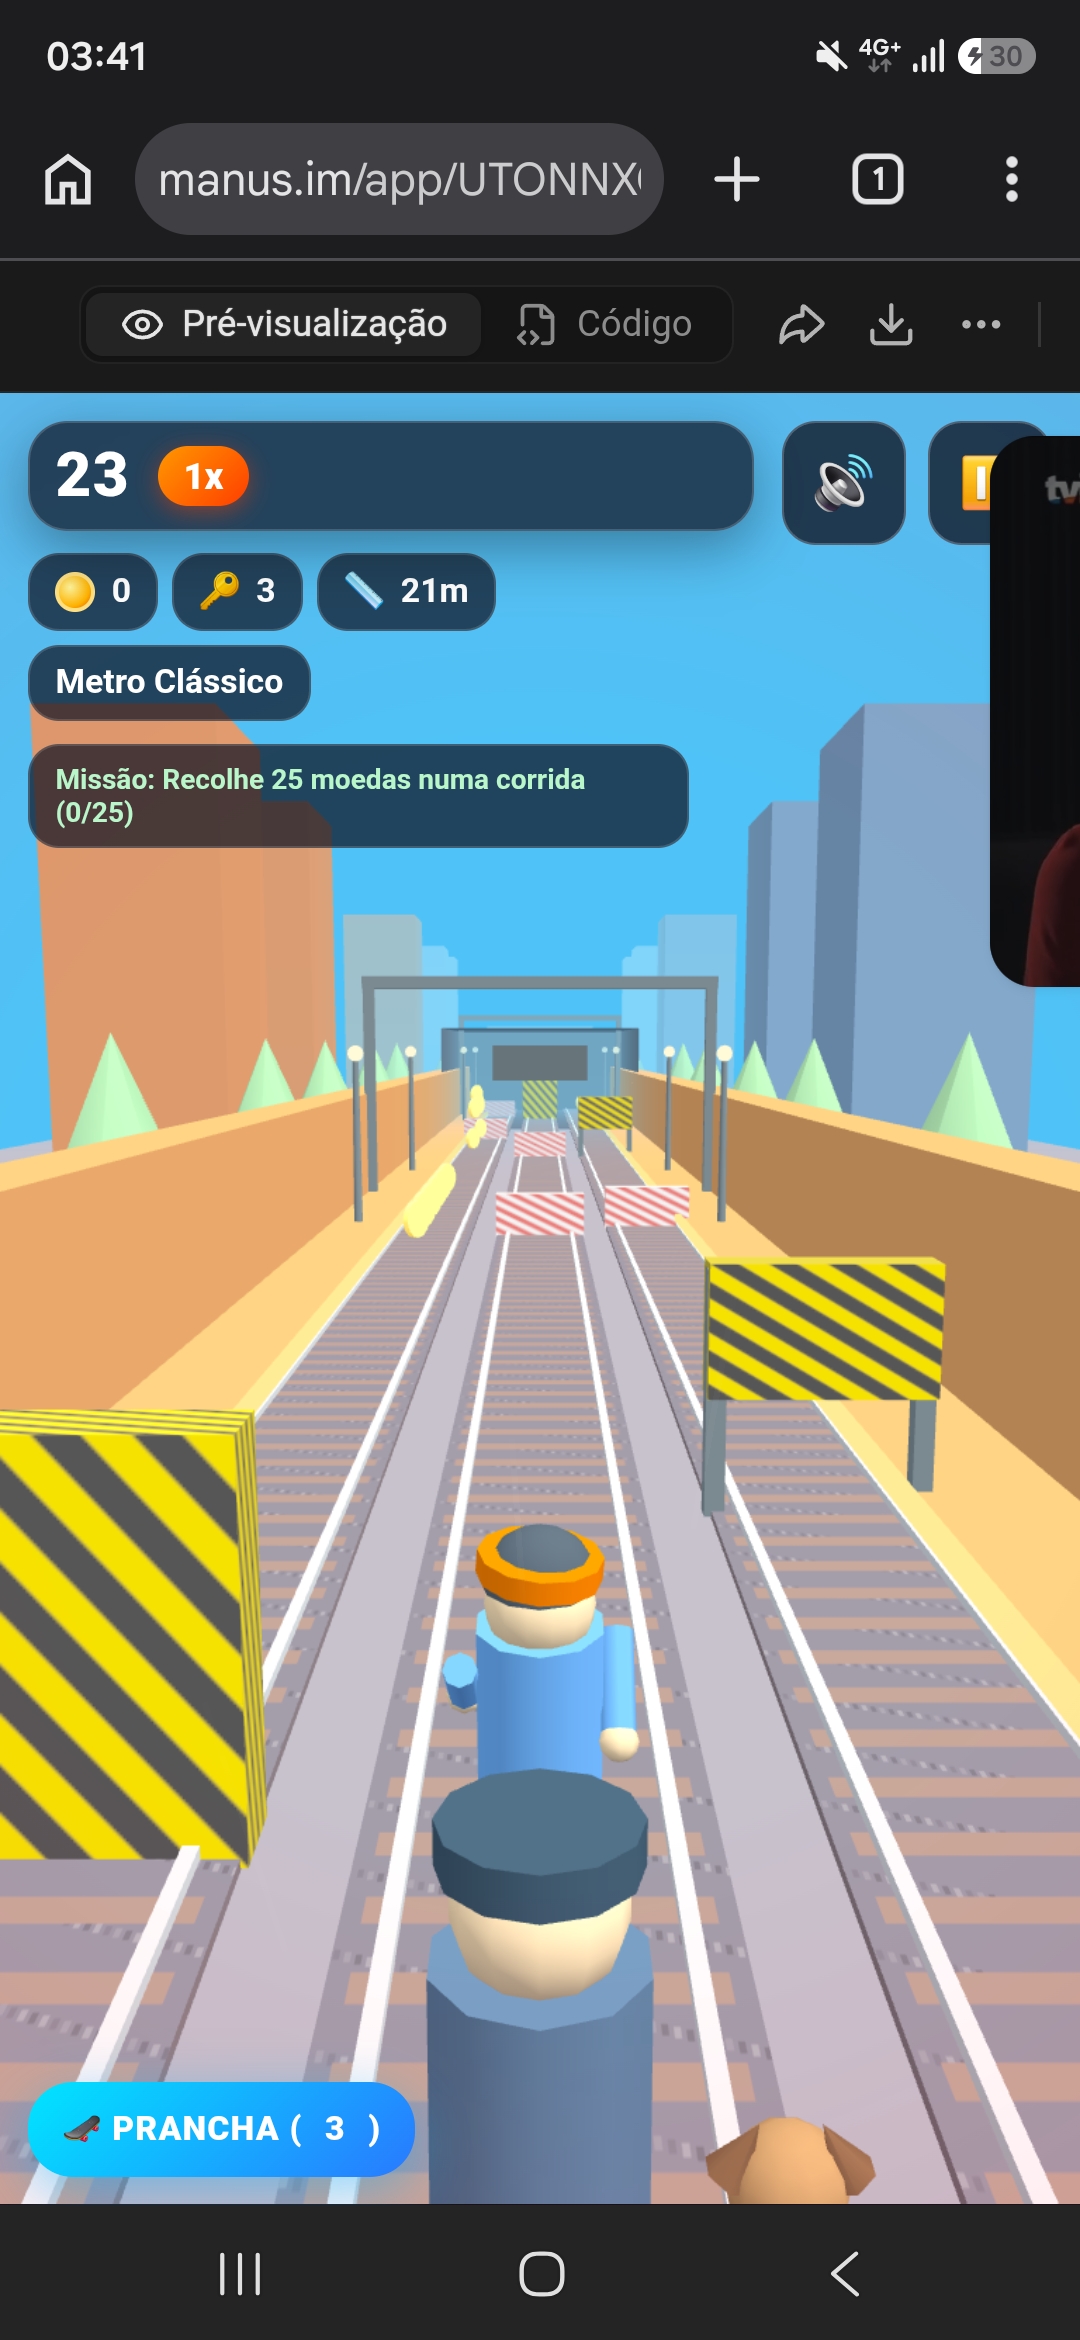 03:41
4G+
30
manus.im/app/UTONNX
1
Pré-visualização
Código
23
1x
0
3
21m
tv
Metro Clássico
Missão: Recolhe 25 moedas numa corrida
(0/25)
PRANCHA ( 3 )